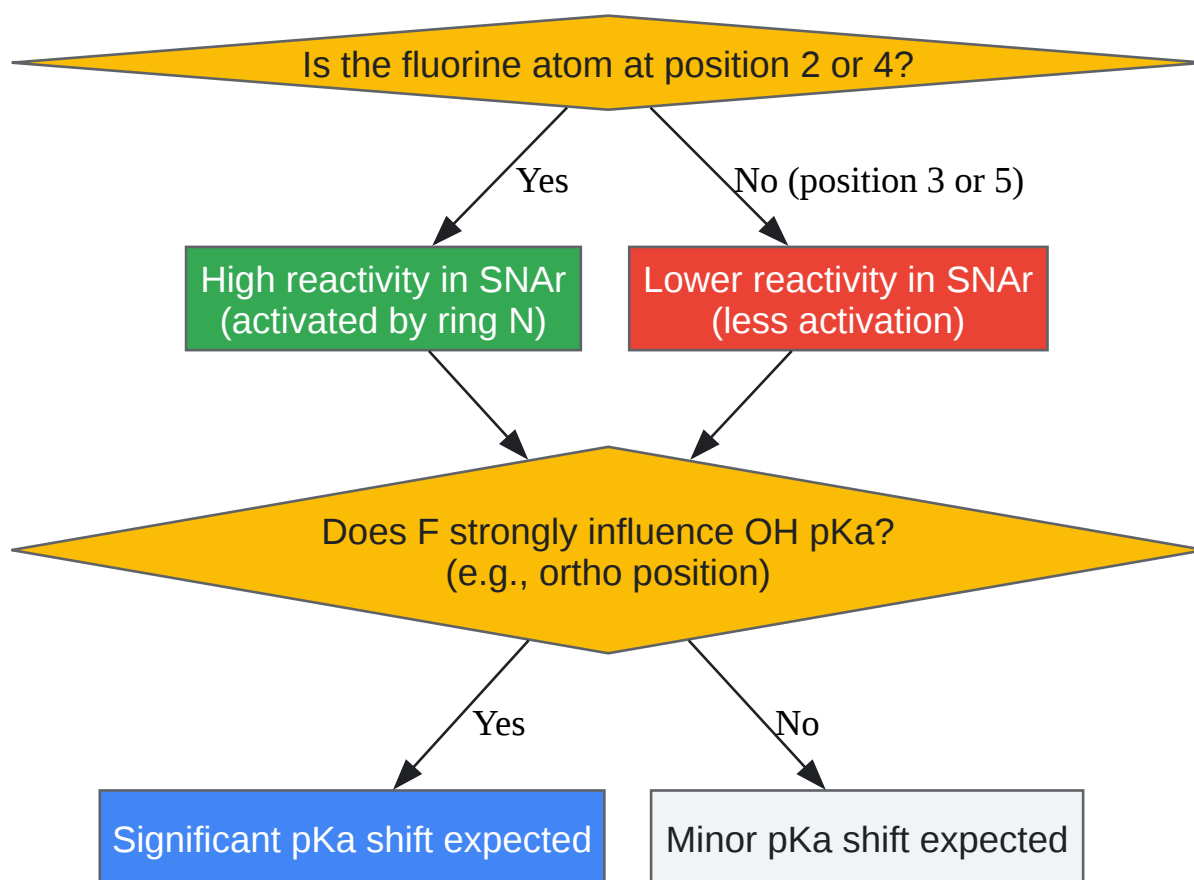 Is the fluorine atom at position 2 or 4?
Yes
No (position 3 or 5)
High reactivity in SNAr
(activated by ring N)
Lower reactivity in SNAr
(less activation)
Does F strongly influence OH pKa?
(e.g., ortho position)
Yes
No
Significant pKa shift expected
Minor pKa shift expected